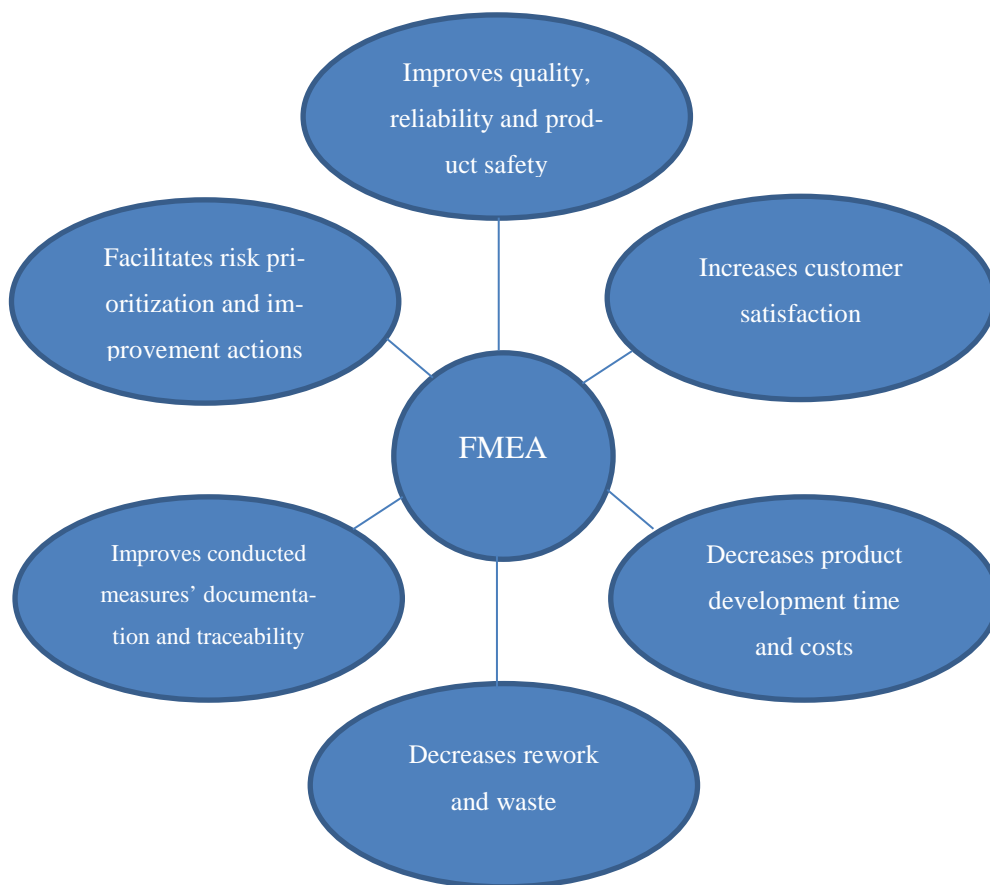 Improves quality,
reliability and prod-
uct safety
Facilitates risk pri-
oritization and im-
provement actions
Increases customer
satisfaction
FMEA
Improves conducted
measures’ documenta-
tion and traceability
Decreases product
development time
and costs
Decreases rework
and waste